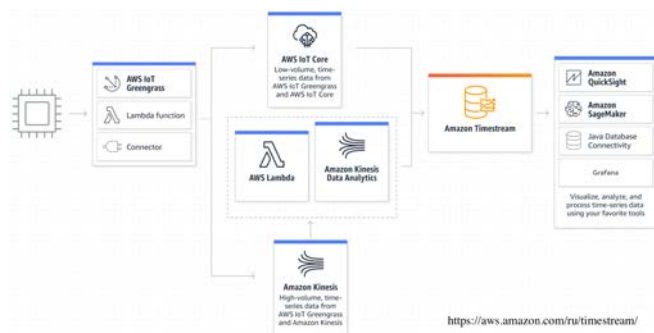 AWS IoT
Greengrass
Lambda function
Connector
AWS IoT Core
Low-volume, time-
series data from
AWS IoT Greengrass
and AWS IoT Core
AWS Lambda
Amazon Kinesis
Data Analytics
Amazon Kinesis
High-volume, time-
series data from
AWS IoT Greengrass
and Amazon Kinesis
Amazon Timestream
Amazon
QuickSight
Amazon
SageMaker
Java Database
Connectivity
Grafana
Visualize, analyze, and
process time-series data
using your favorite tools
https://aws.amazon.com/ru/timestream/